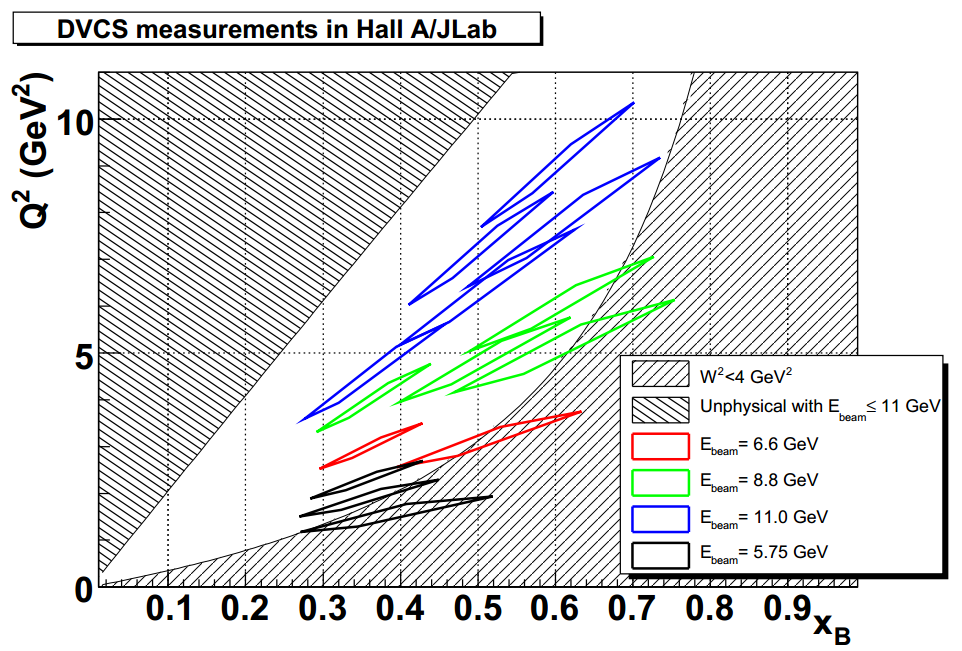 DVCS measurements in Hall A/JLab
Q² (GeV²)
10
5
0
0.1 0.2 0.3 0.4 0.5 0.6 0.7 0.8 0.9
x_B
W²<4 GeV²
Unphysical with E_beam ≤ 11 GeV
E_beam= 6.6 GeV
E_beam= 8.8 GeV
E_beam= 11.0 GeV
E_beam= 5.75 GeV